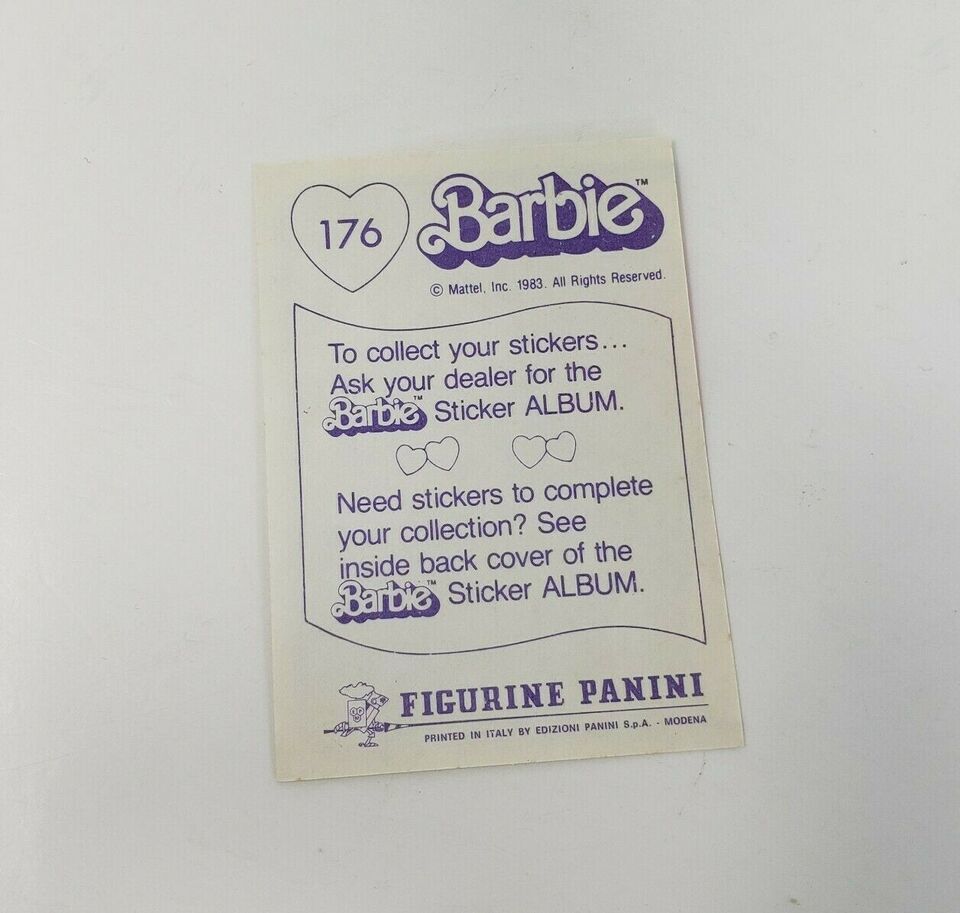 176
Barbie™
© Mattel, Inc. 1983. All Rights Reserved.
To collect your stickers...
Ask your dealer for the
Barbie™ Sticker ALBUM.
Need stickers to complete
your collection? See
inside back cover of the
Barbie™ Sticker ALBUM.
FIGURINE PANINI
PRINTED IN ITALY BY EDIZIONI PANINI S.p.A. - MODENA